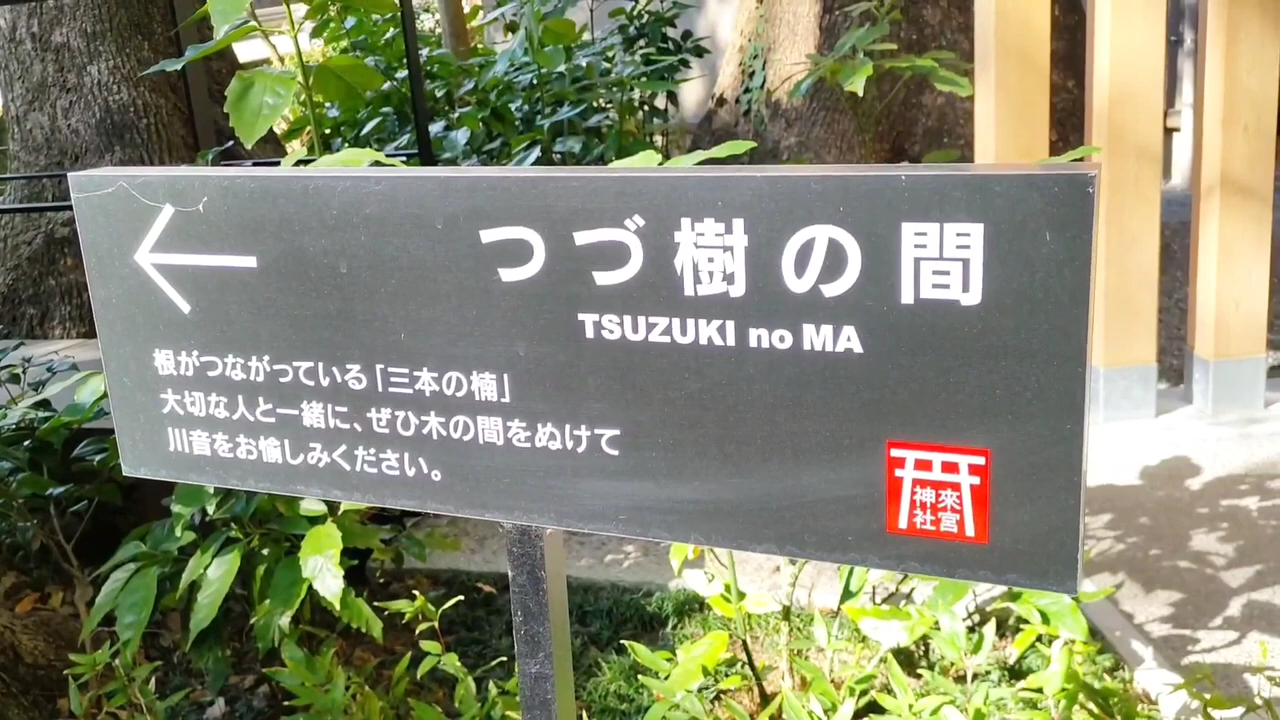 つづ樹の間
TSUZUKI no MA
根がつながっている「三本の楠」
大切な人と一緒に、ぜひ木の間をぬけて
川音をお愉しみください。
來宮
神社